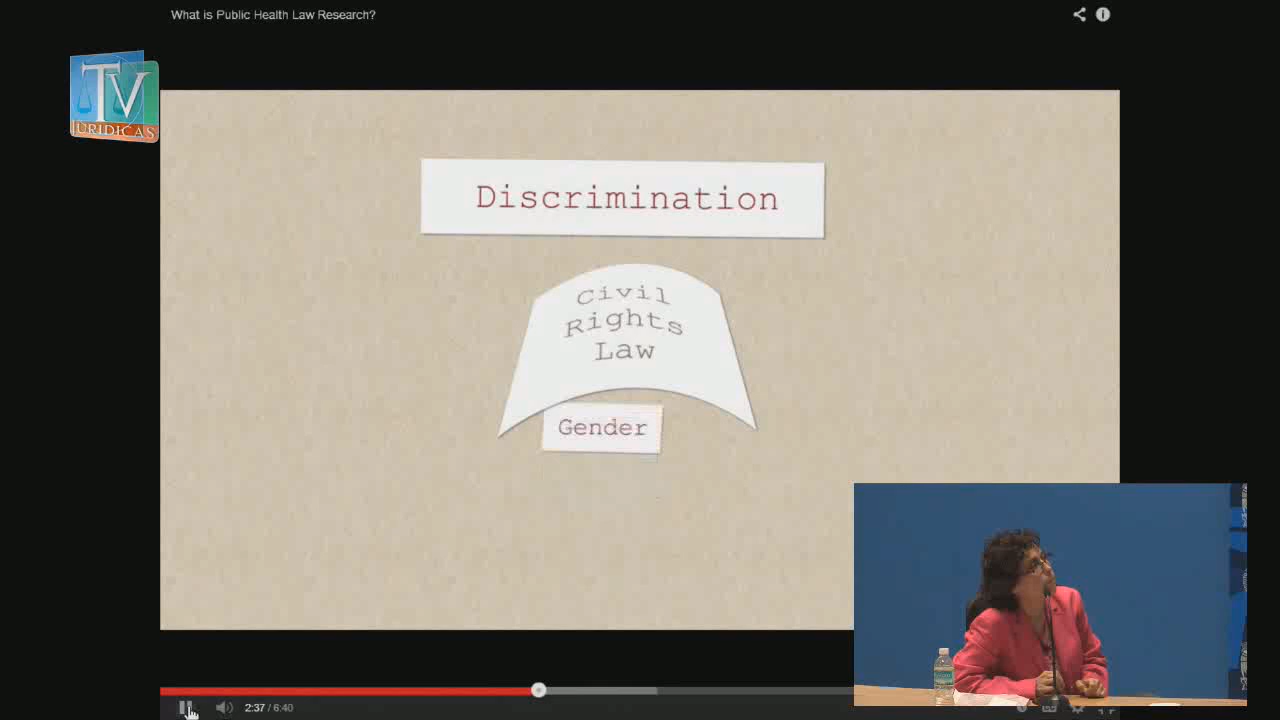 What is Public Health Law Research?
TV
JURIDICAS
Discrimination
Civil
Rights
Law
Gender
2:37 / 6:40